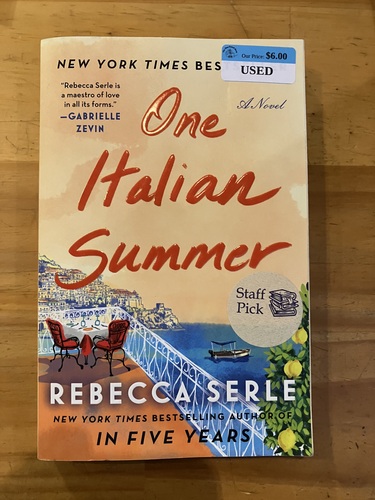 Our Price: $6.00
USED
NEW YORK TIMES BES
"Rebecca Serle is
a maestro of love
in all its forms."
—GABRIELLE
ZEVIN
A Novel
One
Italian
Summer
Staff
Pick
REBECCA SERLE
NEW YORK TIMES BESTSELLING AUTHOR OF
IN FIVE YEARS